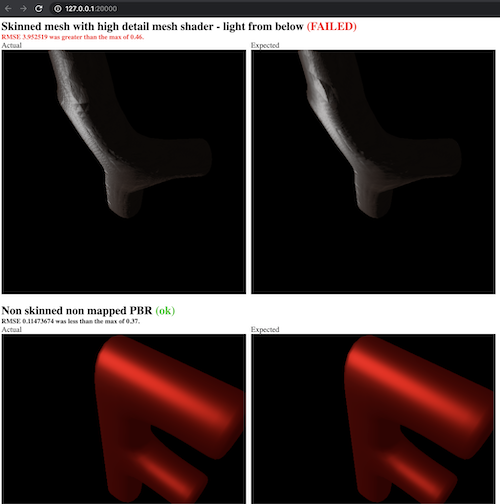 127.0.0.1:20000
Skinned mesh with high detail mesh shader - light from below (FAILED)
RMSE 3.952519 was greater than the max of 0.46.
Actual Expected
Non skinned non mapped PBR (ok)
RMSE 0.11473674 was less than the max of 0.37.
Actual Expected